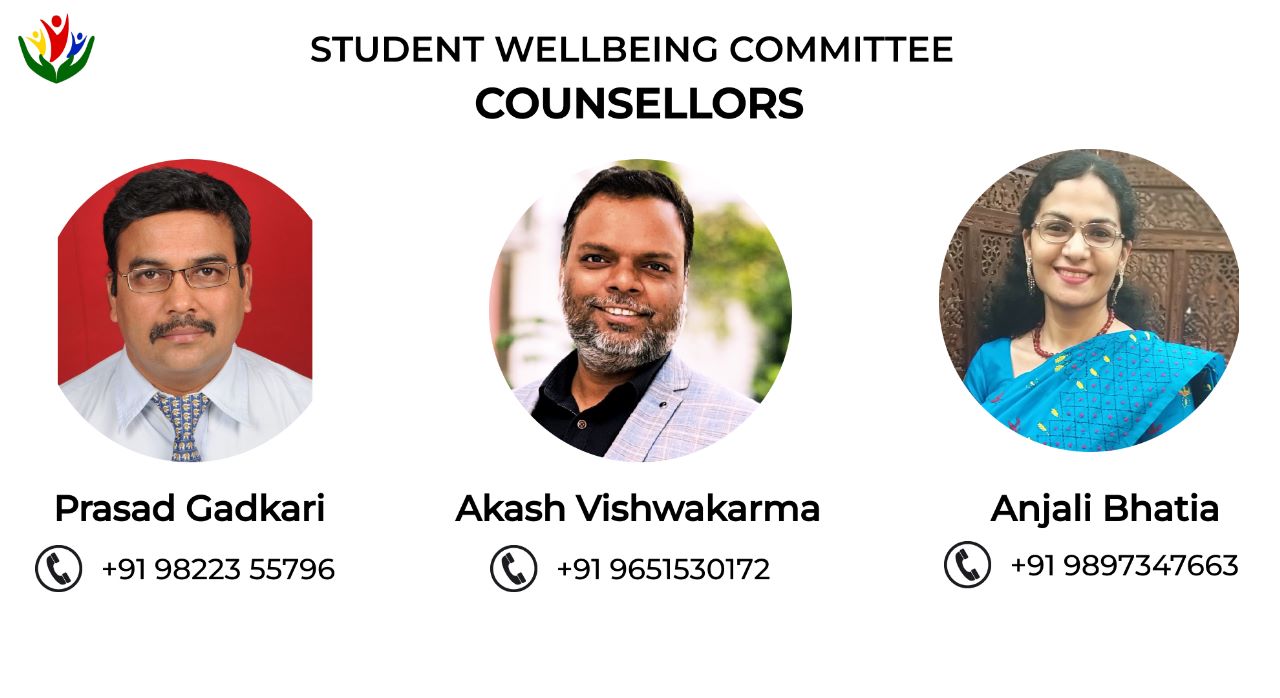 STUDENT WELLBEING COMMITTEE
COUNSELLORS
Prasad Gadkari
+91 98223 55796
Akash Vishwakarma
+91 9651530172
Anjali Bhatia
+91 9897347663